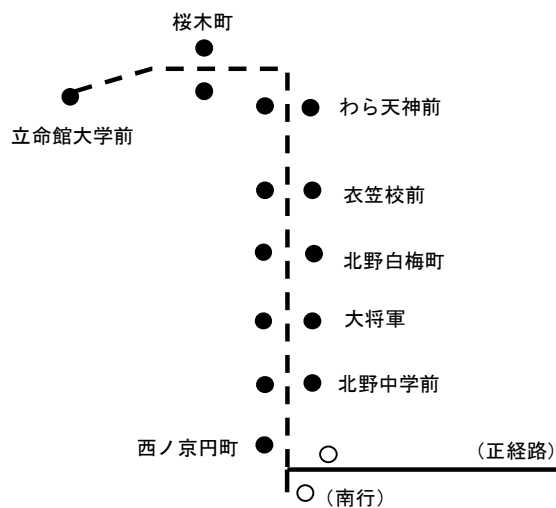 桜木町
わら天神前
立命館大学前
衣笠校前
北野白梅町
大将軍
北野中学前
西ノ京円町
（正経路）
（南行）